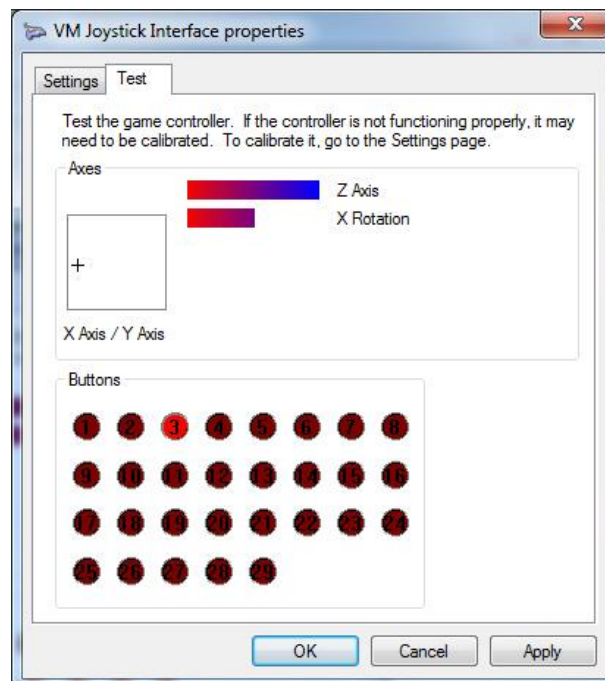 VM Joystick Interface properties
Settings Test
Test the game controller. If the controller is not functioning properly, it may
need to be calibrated. To calibrate it, go to the Settings page.
Axes
Z Axis
X Rotation
X Axis / Y Axis
Buttons
1 2 3 4 5 6 7 8
9 10 11 12 13 14 15 16
17 18 19 20 21 22 23 24
25 26 27 28 29
OK Cancel Apply